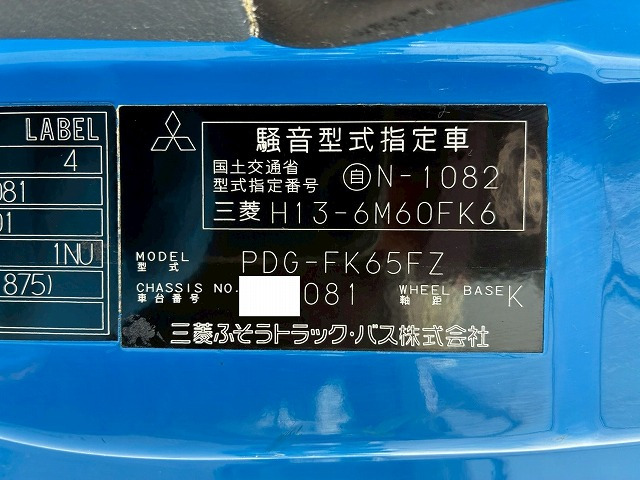 LABEL
4
081
01
1NU
875)
騒音型式指定車
国土交通省
型式指定番号 自 N-1082
三菱 H13-6M60FK6
MODEL
型式 PDG-FK65FZ
CHASSIS NO.
車台番号 081
WHEEL BASE
軸距 K
三菱ふそうトラック・バス株式会社